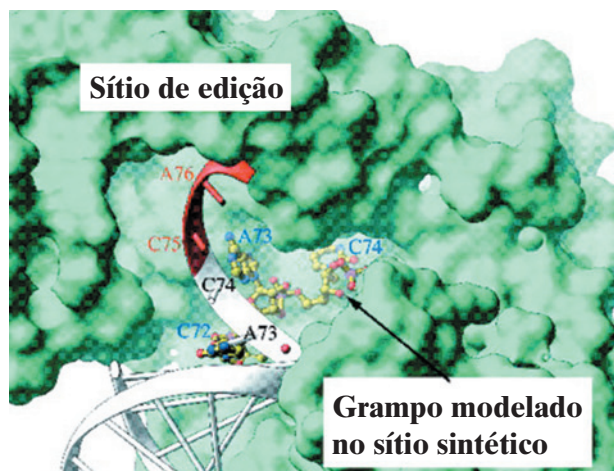 Sítio de edição
A76
C75
A73
C74
C74
C72
A73
Grampo modelado
no sítio sintético